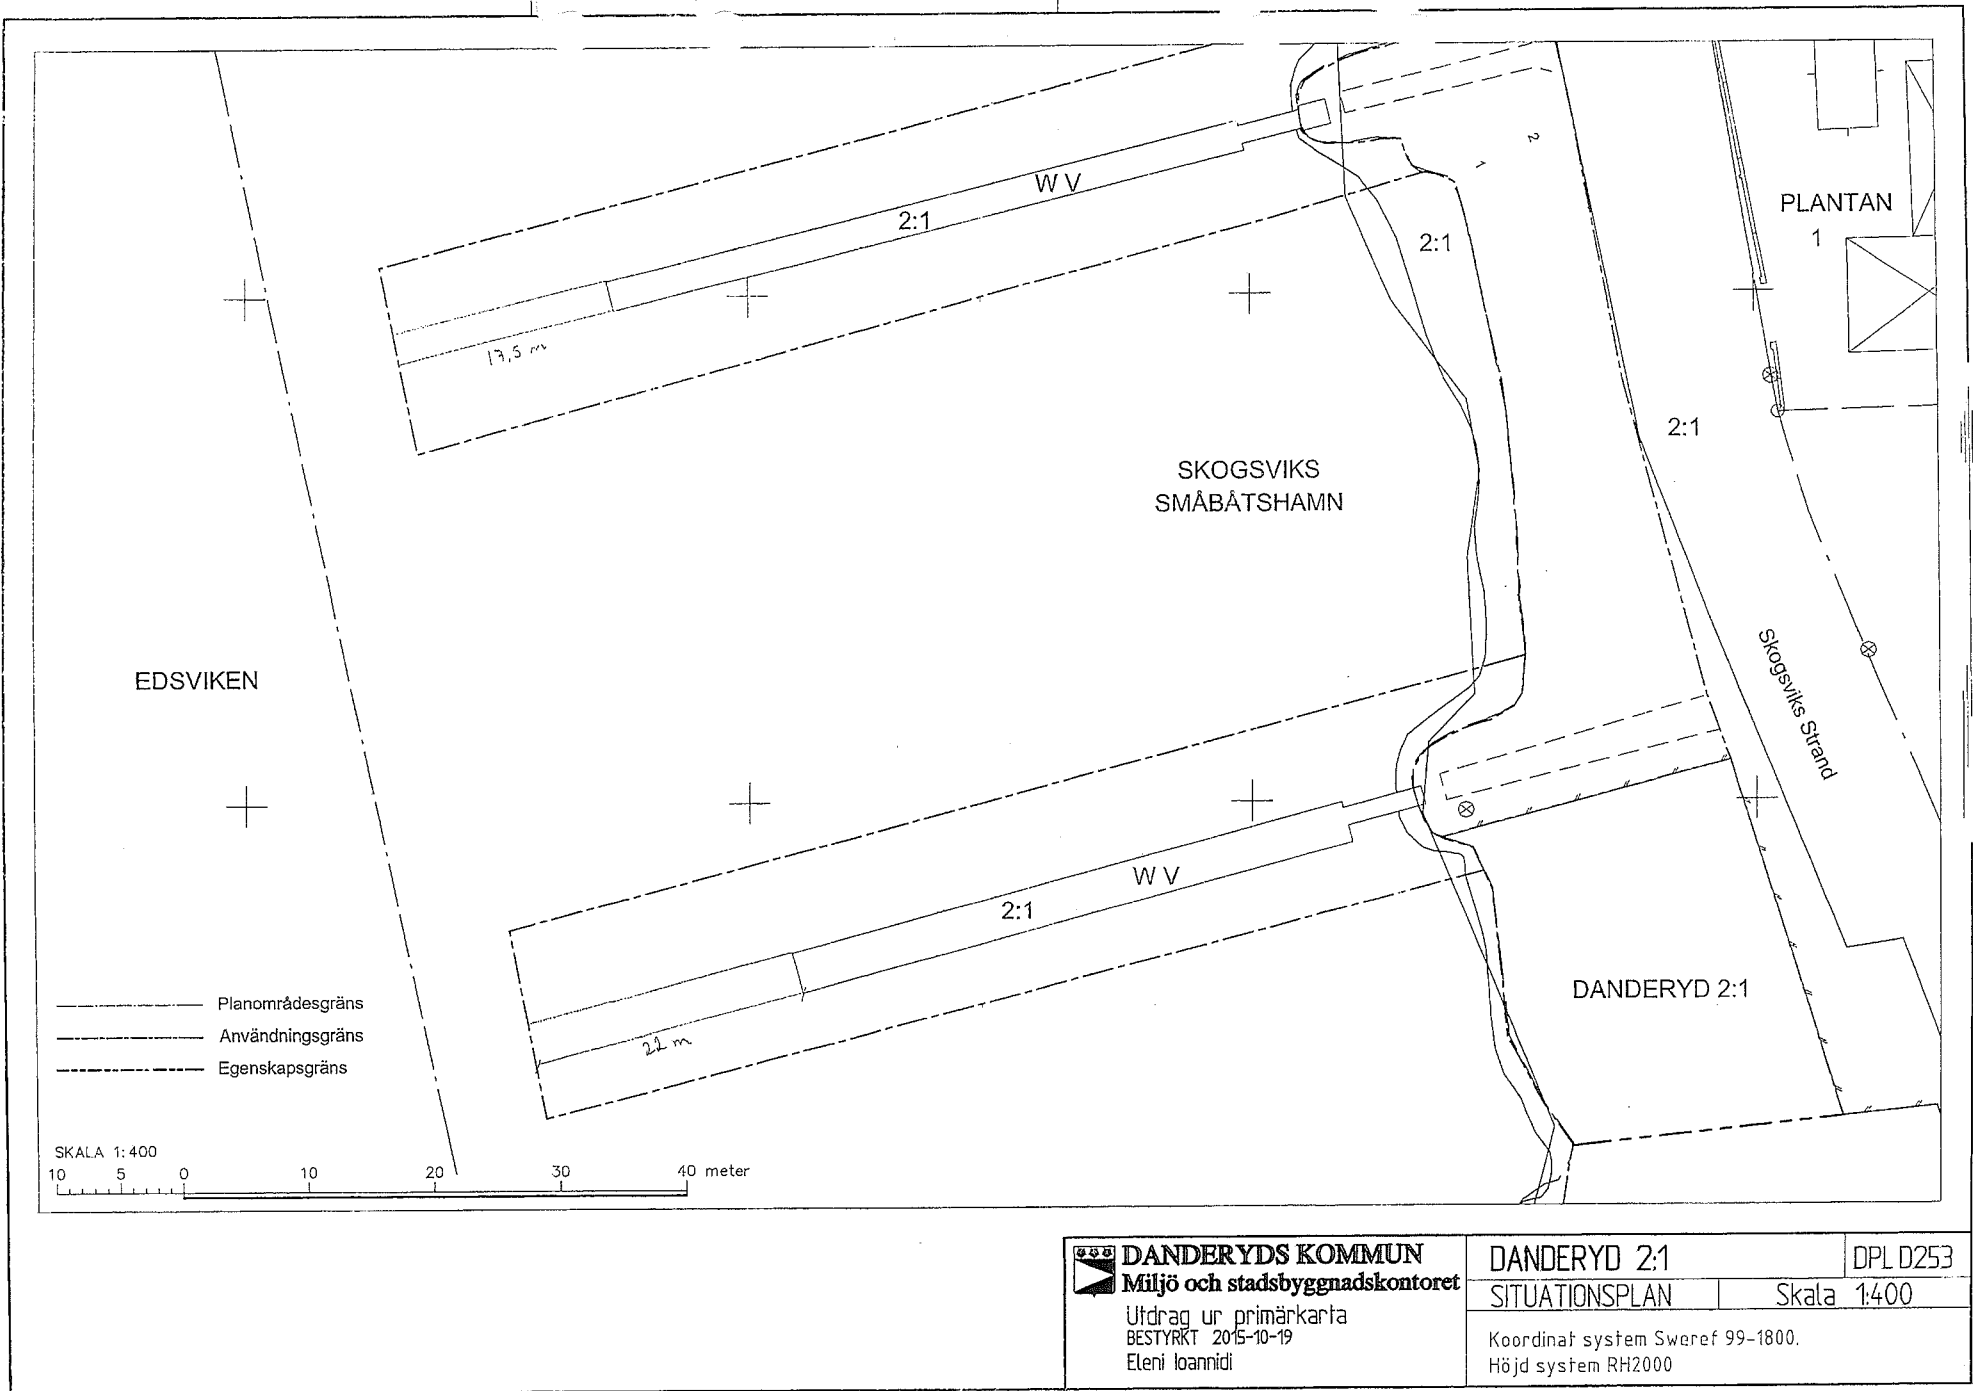 2
1
W V
2:1
PLANTAN
1
2:1
17,5 m
2:1
SKOGSVIKS
SMÅBÅTSHAMN
Skogsviks Strand
EDSVIKEN
W V
2:1
DANDERYD 2:1
22 m
Planområdesgräns
Användningsgräns
Egenskapsgräns
SKALA 1:400
10 5 0 10 20 30 40 meter
DANDERYDS KOMMUN
Miljö och stadsbyggnadskontoret
Utdrag ur primärkarta
BESTYRKT 2015-10-19
Eleni Ioannidi
DANDERYD 2:1
DPL D253
SITUATIONSPLAN
Skala 1:400
Koordinat system Sweref 99-1800.
Höjd system RH2000